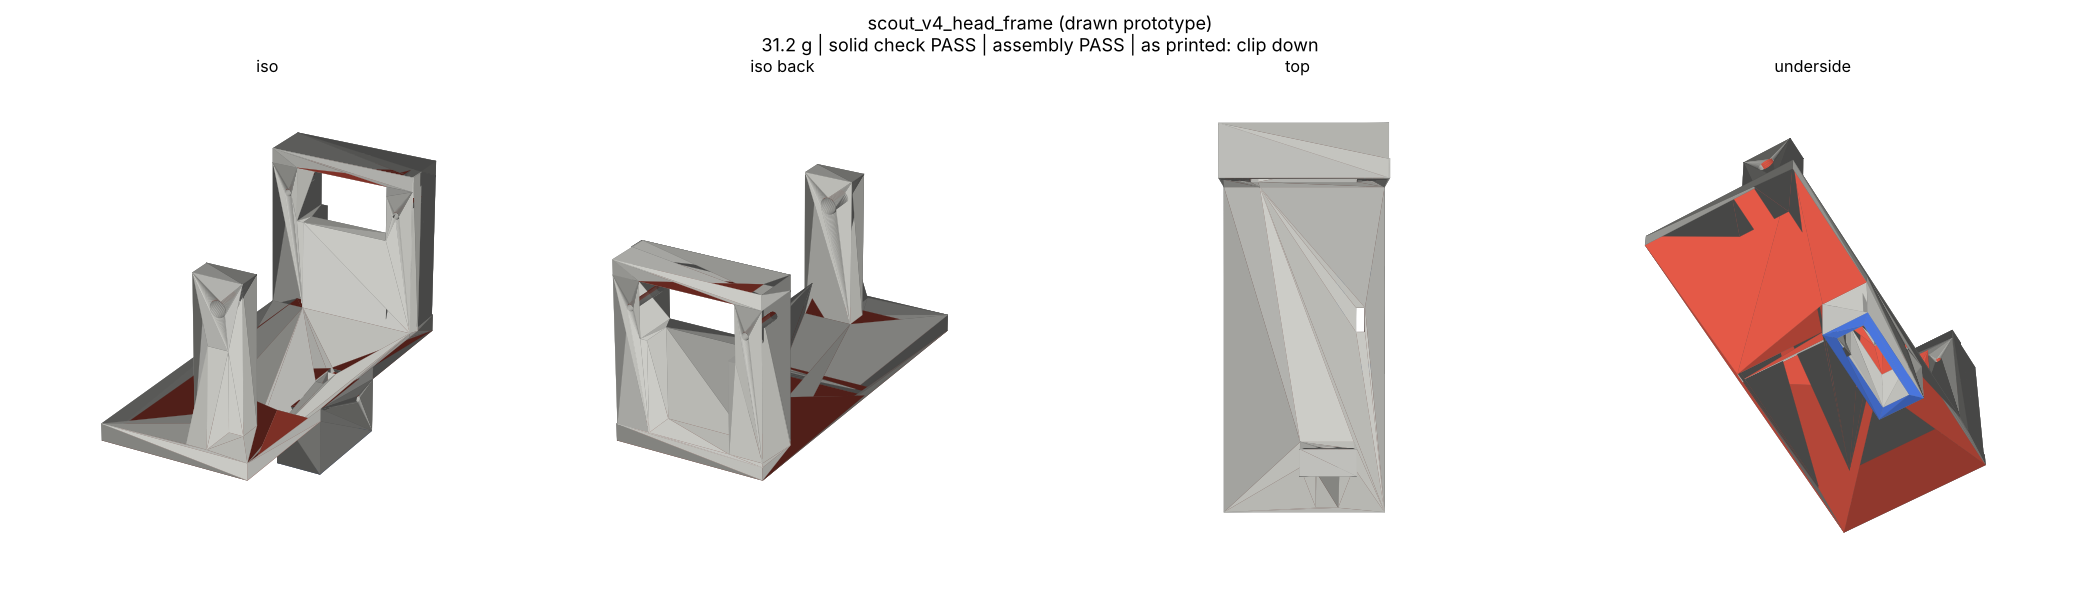 scout_v4_head_frame (drawn prototype)
31.2 g | solid check PASS | assembly PASS | as printed: clip down
iso
iso back
top
underside